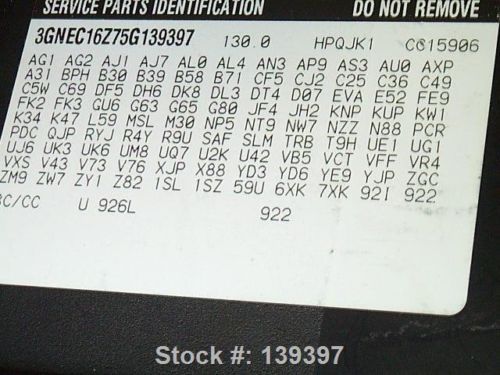 SERVICE PARTS IDENTIFICATION DO NOT REMOVE
3GNEC16Z75G139397 130.0 HPQJK1 CC15906
AG1 AG2 AJ1 AJ7 AL0 AL4 AN3 AP9 AS3 AU0 AXP
A31 BPH B30 B39 B58 B71 CF5 CJ2 C25 C36 C49
C5W C69 DF5 DH6 DK8 DL3 DT4 D07 EVA E52 FE9
FK2 FK3 GU6 G63 G65 G80 JF4 JH2 KNP KUP KW1
K34 K47 L59 MSL M30 NP5 NT9 NW7 NZZ N88 PCR
PDC QJP RYJ R4Y R9U SAF SLM TRB T9H UE1 UG1
UJ6 UK3 UK6 UM8 UQ7 U2K U42 VB5 VCT VFF VR4
VXS V43 V73 V76 XJP X88 YD3 YD6 YE9 YJP ZGC
ZM9 ZW7 ZY1 Z82 1SL 1SZ 59U 6XK 7XK 92I 922
BC/CC U 926L 922
Stock #: 139397